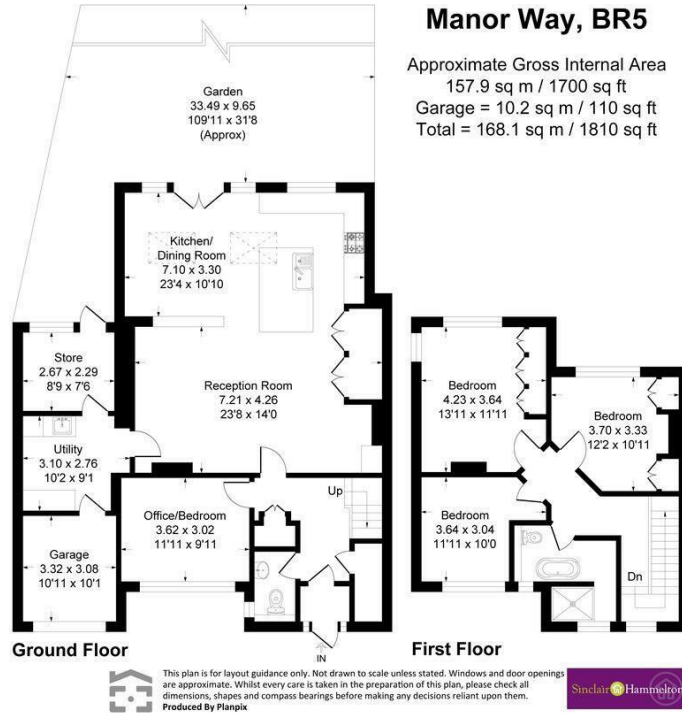 Manor Way, BR5
Approximate Gross Internal Area
157.9 sq m / 1700 sq ft
Garage = 10.2 sq m / 110 sq ft
Total = 168.1 sq m / 1810 sq ft
Garden
33.49 x 9.65
109'11 x 31'8
(Approx)
Kitchen/
Dining Room
7.10 x 3.30
23'4 x 10'10
Store
2.67 x 2.29
8'9 x 7'6
Reception Room
7.21 x 4.26
23'8 x 14'0
Utility
3.10 x 2.76
10'2 x 9'1
Office/Bedroom
3.62 x 3.02
11'11 x 9'11
Up
Garage
3.32 x 3.08
10'11 x 10'1
IN
Ground Floor
Bedroom
4.23 x 3.64
13'11 x 11'11
Bedroom
3.70 x 3.33
12'2 x 10'11
Bedroom
3.64 x 3.04
11'11 x 10'0
Dn
First Floor
This plan is for layout guidance only. Not drawn to scale unless stated. Windows and door openings
are approximate. Whilst every care is taken in the preparation of this plan, please check all
dimensions, shapes and compass bearings before making any decisions reliant upon them.
Produced By Planpix
Sinclair Hammelton